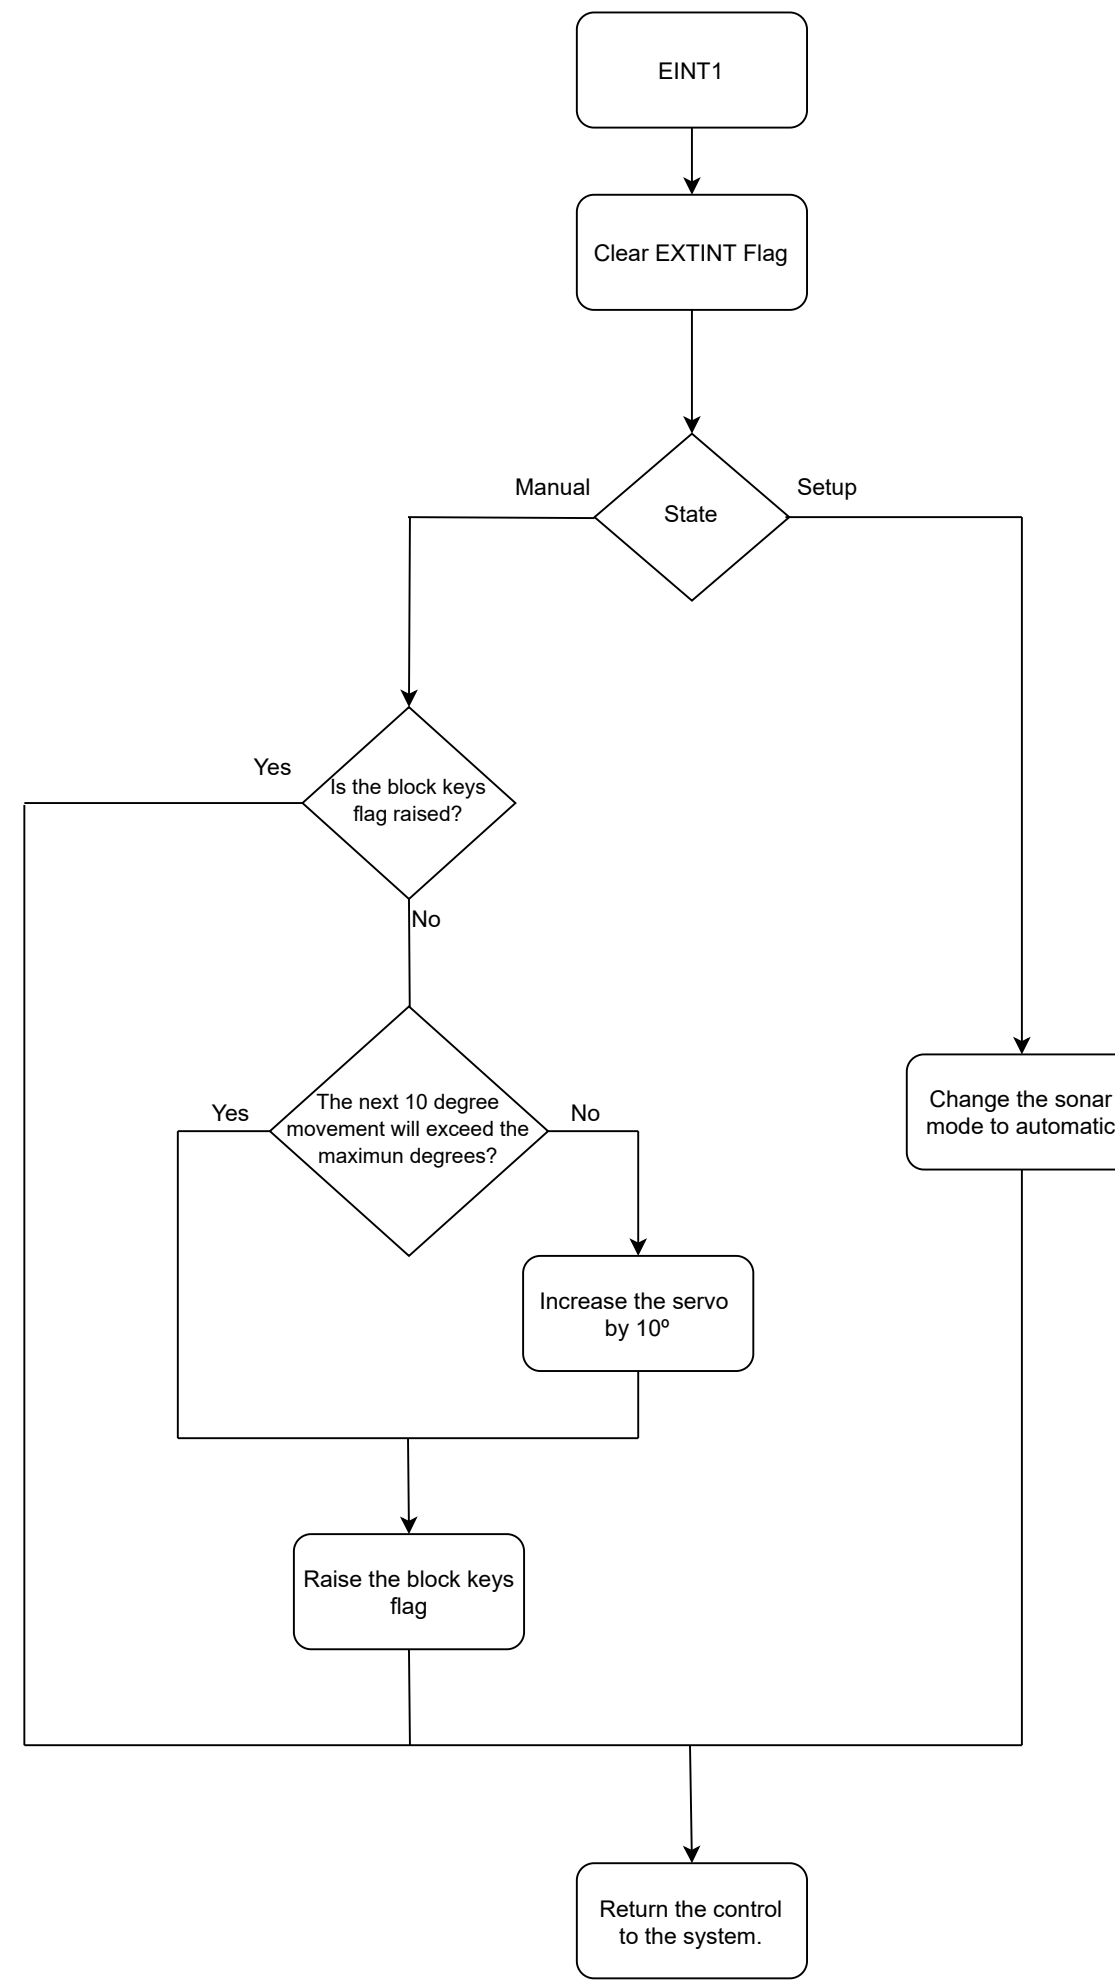 EINT1
Clear EXTINT Flag
Manual
State
Setup
Yes
Is the block keys
flag raised?
No
Yes
The next 10 degree
movement will exceed the
maximun degrees?
No
Change the sonar
mode to automatic
Increase the servo
by 10º
Raise the block keys
flag
Return the control
to the system.